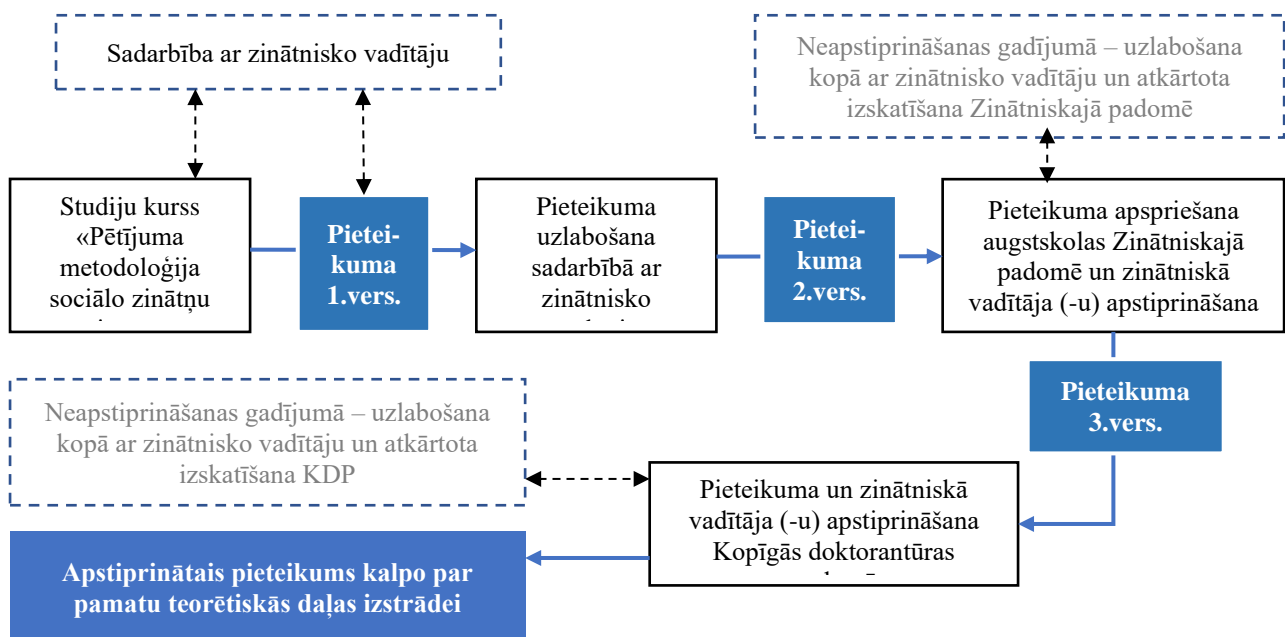 Sadarbība ar zinātnisko vadītāju
Neapstiprināšanas gadījumā – uzlabošana
kopā ar zinātnisko vadītāju un atkārtota
izskatīšana Zinātniskajā padomē
Studiju kurss
«Pētījuma
metodoloģija
sociālo zinātņu
Pietei-
kuma
1.vers.
Pieteikuma
uzlabošana
sadarbībā ar
zinātnisko
Pietei-
kuma
2.vers.
Pieteikuma apspriešana
augstskolas Zinātniskajā
padomē un zinātniskā
vadītāja (-u) apstiprināšana
Pieteikuma
3.vers.
Neapstiprināšanas gadījumā – uzlabošana
kopā ar zinātnisko vadītāju un atkārtota
izskatīšana KDP
Pieteikuma un zinātniskā
vadītāja (-u) apstiprināšana
Kopīgās doktorantūras
Apstiprinātais pieteikums kalpo par
pamatu teorētiskās daļas izstrādei